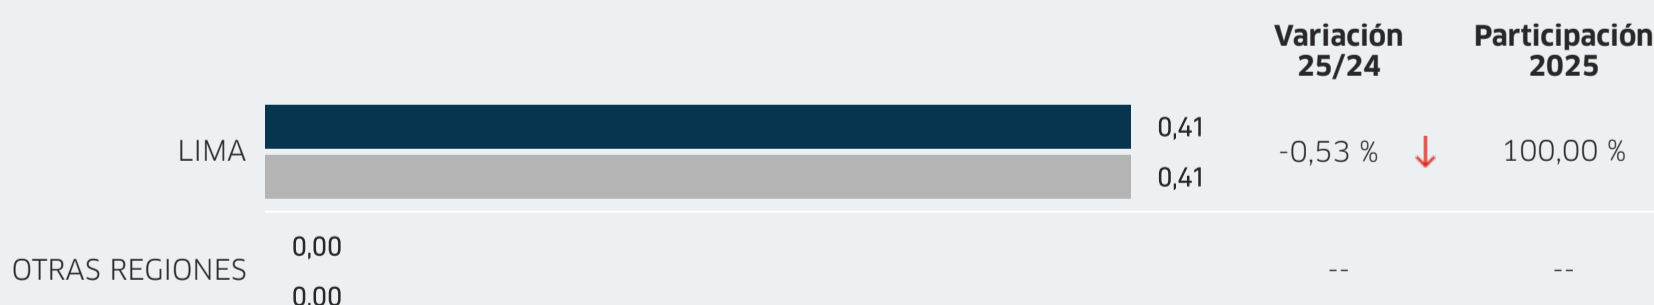 Variación
25/24
Participación
2025
LIMA
0,41
0,41
-0,53 %
100,00 %
OTRAS REGIONES
0,00
0,00
--
--